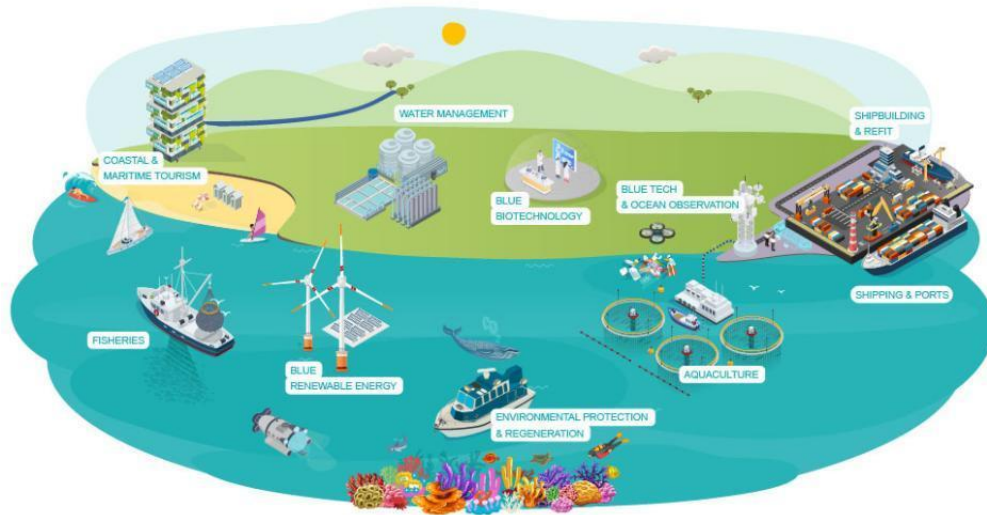 WATER MANAGEMENT
SHIPBUILDING
& REFIT
COASTAL &
MARITIME TOURISM
BLUE
BIOTECHNOLOGY
BLUE TECH
& OCEAN OBSERVATION
SHIPPING & PORTS
FISHERIES
BLUE
RENEWABLE ENERGY
AQUACULTURE
ENVIRONMENTAL PROTECTION
& REGENERATION